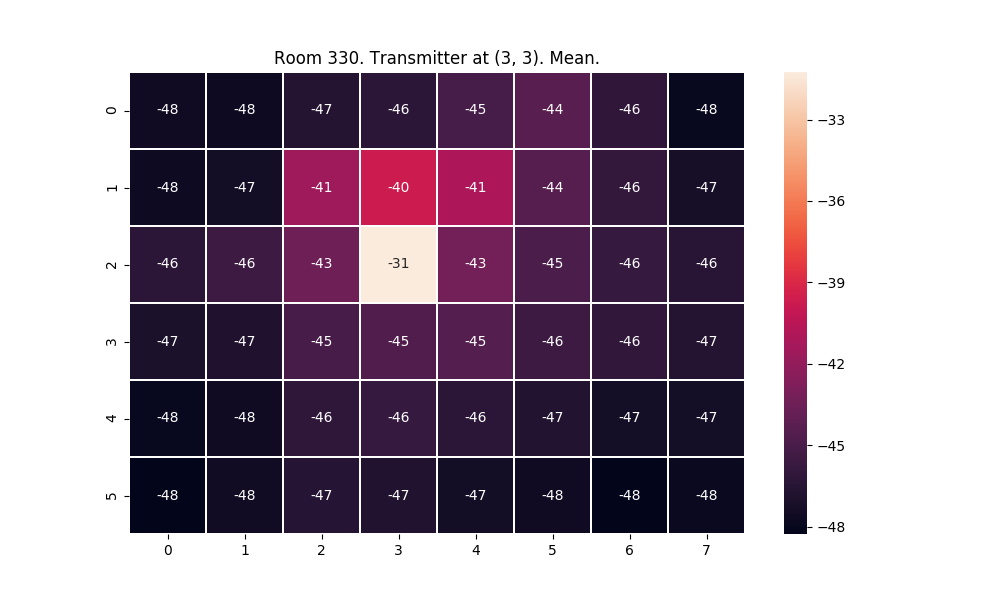 Room 330. Transmitter at (3, 3). Mean.
0 -48 -48 -47 -46 -45 -44 -46 -48
1 -48 -47 -41 -40 -41 -44 -46 -47
2 -46 -46 -43 -31 -43 -45 -46 -46
3 -47 -47 -45 -45 -45 -46 -46 -47
4 -48 -48 -46 -46 -46 -47 -47 -47
5 -48 -48 -47 -47 -47 -48 -48 -48
0 1 2 3 4 5 6 7
−33
−36
−39
−42
−45
−48